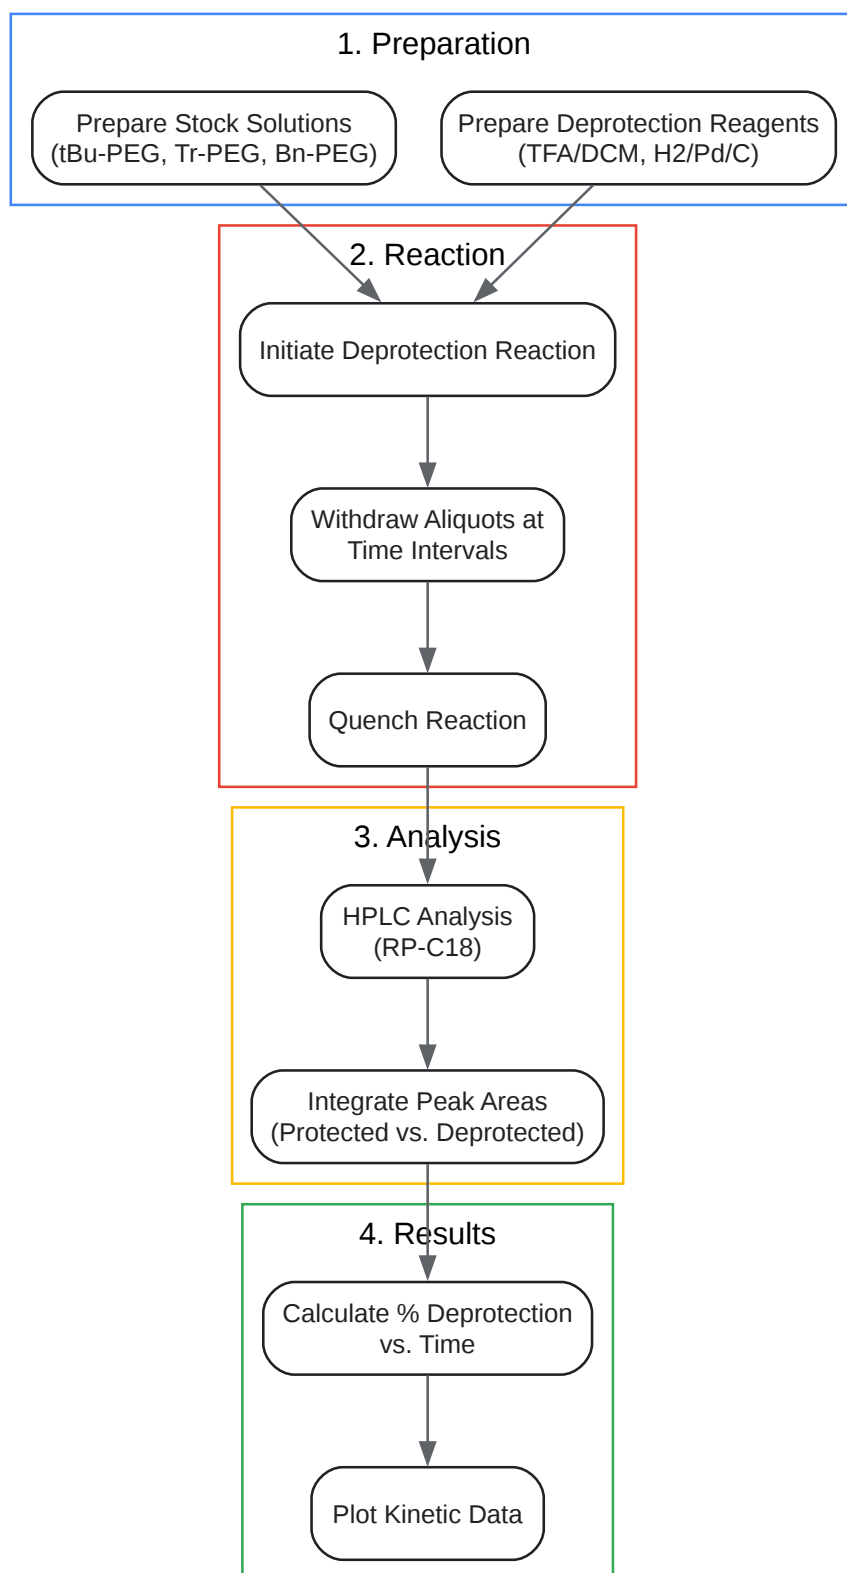 1. Preparation
Prepare Stock Solutions
(tBu-PEG, Tr-PEG, Bn-PEG)
Prepare Deprotection Reagents
(TFA/DCM, H2/Pd/C)
2. Reaction
Initiate Deprotection Reaction
Withdraw Aliquots at
Time Intervals
Quench Reaction
3. Analysis
HPLC Analysis
(RP-C18)
Integrate Peak Areas
(Protected vs. Deprotected)
4. Results
Calculate % Deprotection
vs. Time
Plot Kinetic Data